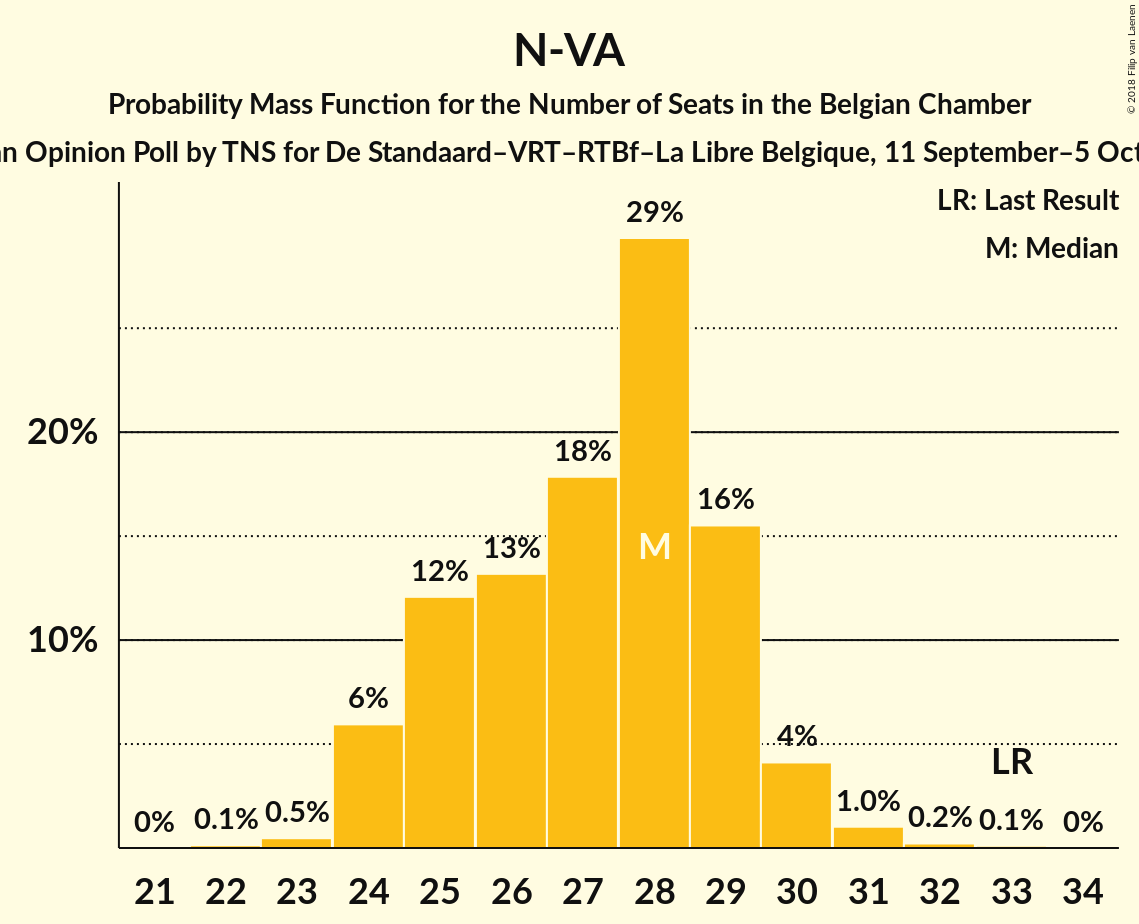 N-VA
Probability Mass Function for the Number of Seats in the Belgian Chamber
Opinion Poll by TNS for De Standaard–VRT–RTBf–La Libre Belgique, 11 September–5
LR: Last Result
M: Median
© 2018 Filip van Laenen
20%
10%
0%
0.1%
0.5%
6%
12%
13%
18%
29%
16%
4%
1.0%
0.2%
0.1%
0%
M
LR
21 22 23 24 25 26 27 28 29 30 31 32 33 34